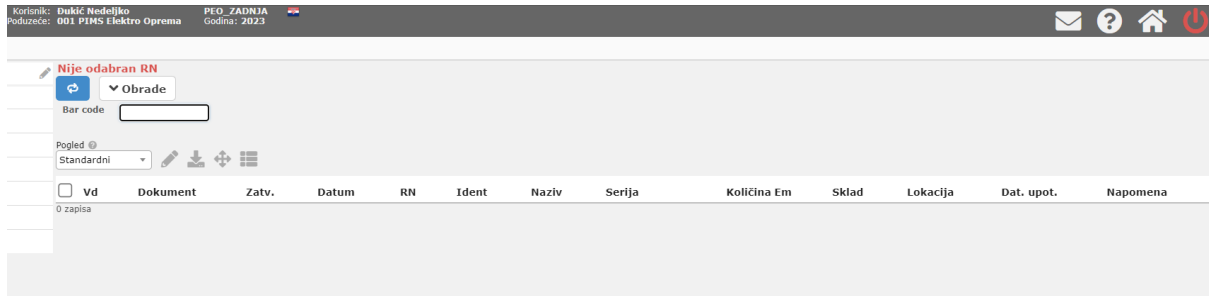 Korisnik: Đukić Nedeljko PEO_ZADNJA
Poduzeće: 001 PIMS Elektro Oprema Godina: 2023
Nije odabran RN
Obrade
Bar code
Pogled
Standardni
Vd Dokument Zatv. Datum RN Ident Naziv Serija Količina Em Sklad Lokacija Dat. upot. Napomena
0 zapisa